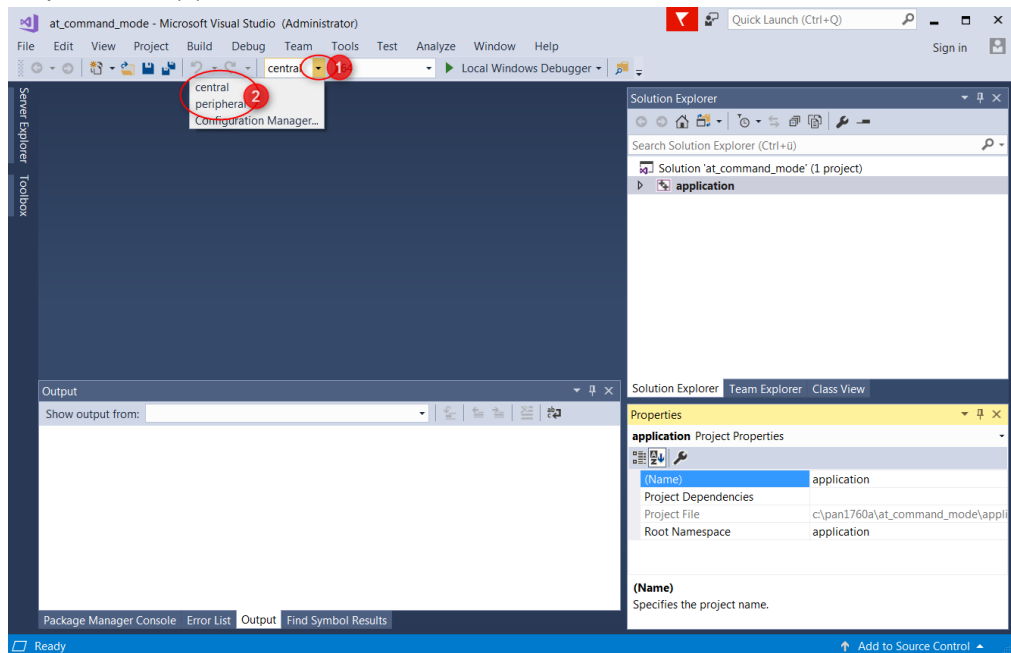 at_command_mode - Microsoft Visual Studio (Administrator)
Quick Launch (Ctrl+Q)
File Edit View Project Build Debug Team Tools Test Analyze Window Help
Sign in
central 1 Local Windows Debugger
central
peripheral 2
Configuration Manager...
Server Explorer
Toolbox
Solution Explorer
Search Solution Explorer (Ctrl+ü)
Solution 'at_command_mode' (1 project)
application
Solution Explorer Team Explorer Class View
Output
Show output from:
Properties
application Project Properties
(Name) application
Project Dependencies
Project File c:\pan1760a\at_command_mode\appli
Root Namespace application
(Name)
Specifies the project name.
Package Manager Console Error List Output Find Symbol Results
Ready
Add to Source Control